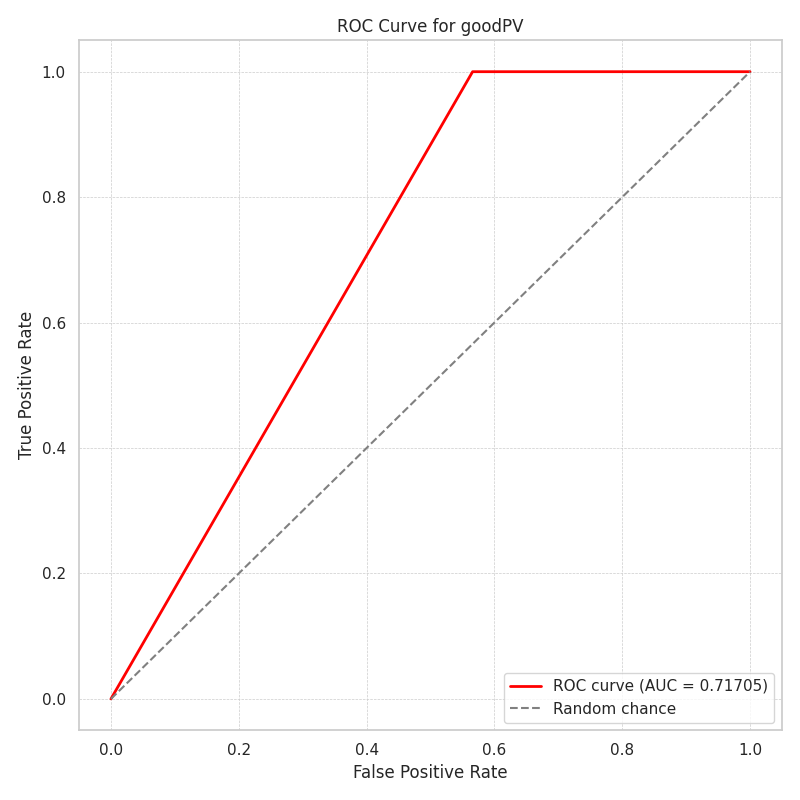 ROC Curve for goodPV
1.0
0.8
0.6
0.4
0.2
0.0
True Positive Rate
0.0 0.2 0.4 0.6 0.8 1.0
False Positive Rate
ROC curve (AUC = 0.71705)
Random chance